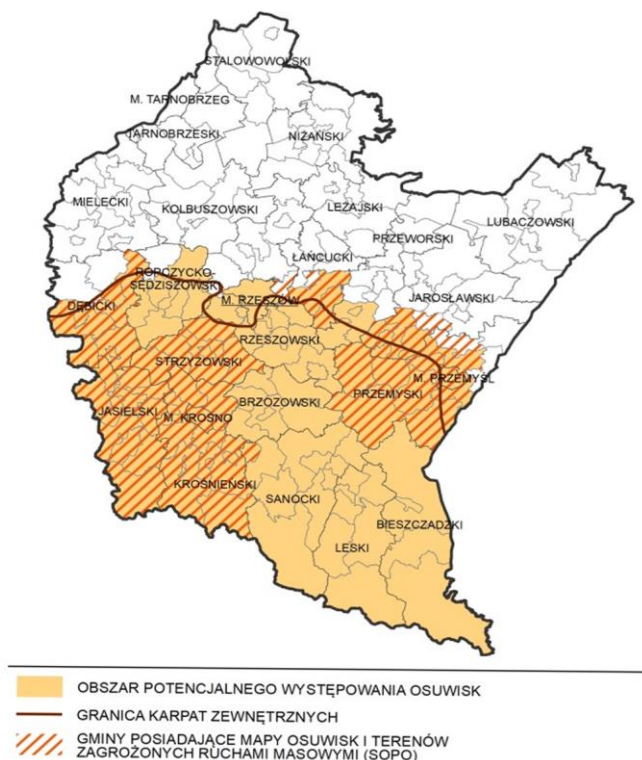 STALOWOWOLSKI
M. TARNOBRZEG
TARNOBRZESKI
NIŻAŃSKI
MIELECKI
KOLBUSZOWSKI
LEŻAJSKI
LUBACZOWSKI
PRZEWORSKI
ŁAŃCUCKI
ROPCZYCKO-
SĘDZISZOWSKI
DĘBICKI
M. RZESZÓW
JAROSŁAWSKI
RZESZOWSKI
STRZYŻOWSKI
M. PRZEMYŚL
PRZEMYSKI
BRZOZOWSKI
JASIELSKI
M. KROSNO
KROŚNIEŃSKI
SANOCKI
BIESZCZADZKI
LESKI
OBSZAR POTENCJALNEGO WYSTĘPOWANIA OSUWISK
GRANICA KARPAT ZEWNĘTRZNYCH
GMINY POSIADAJĄCE MAPY OSUWISK I TERENÓW
ZAGROŻONYCH RUCHAMI MASOWYMI (SOPO)